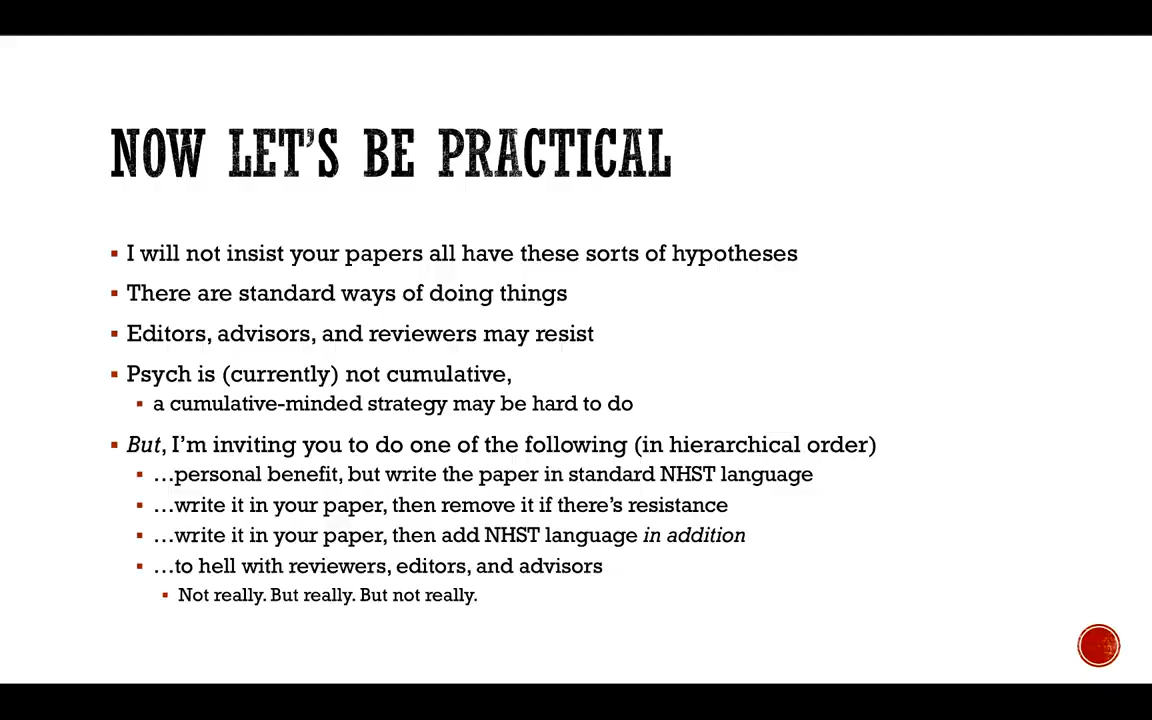 NOW LET'S BE PRACTICAL
I will not insist your papers all have these sorts of hypotheses
There are standard ways of doing things
Editors, advisors, and reviewers may resist
Psych is (currently) not cumulative,
a cumulative-minded strategy may be hard to do
But, I'm inviting you to do one of the following (in hierarchical order)
…personal benefit, but write the paper in standard NHST language
…write it in your paper, then remove it if there's resistance
…write it in your paper, then add NHST language in addition
…to hell with reviewers, editors, and advisors
Not really. But really. But not really.